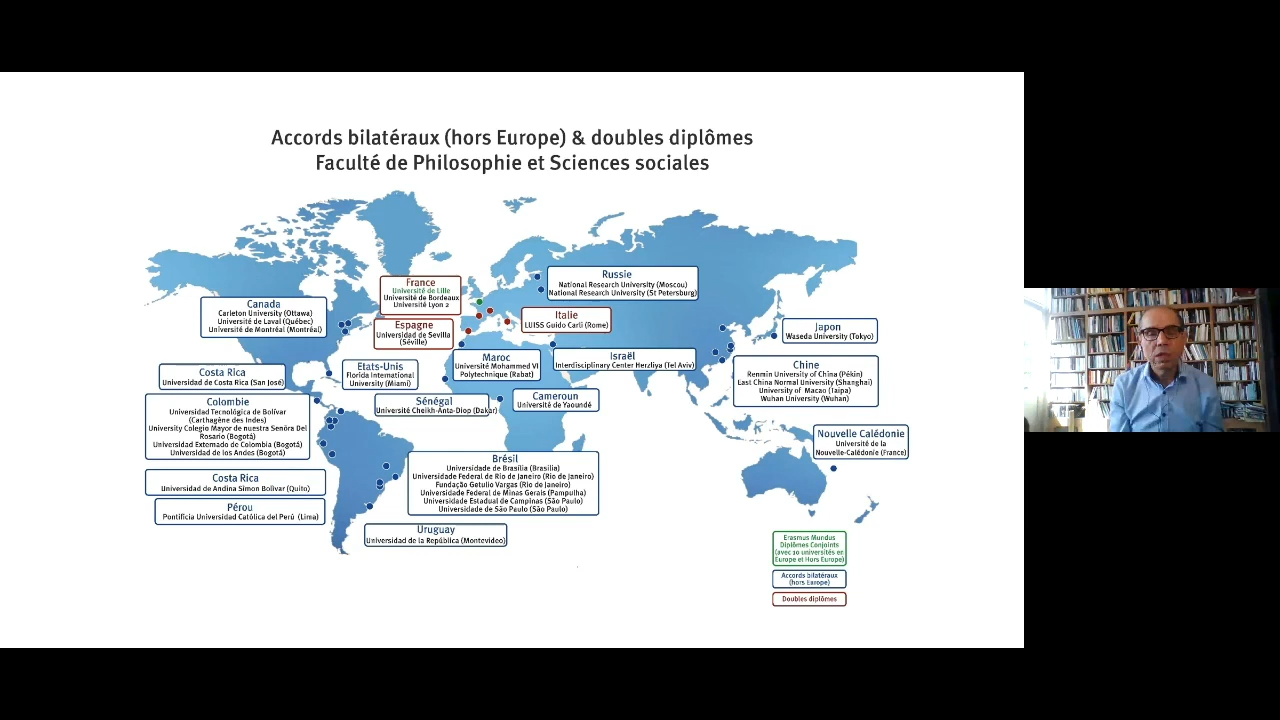 Accords bilatéraux (hors Europe) & doubles diplômes
Faculté de Philosophie et Sciences sociales
France
Université de Lille
Université de Bordeaux
Université Lyon 2
Russie
National Research University (Moscou)
National Research University (St Petersburg)
Canada
Carleton University (Ottawa)
Université de Laval (Québec)
Université de Montréal (Montréal)
Espagne
Universidad de Sevilla
(Séville)
Italie
LUISS Guido Carli (Rome)
Japon
Waseda University (Tokyo)
Costa Rica
Universidad de Costa Rica (San José)
Etats-Unis
Florida International
University (Miami)
Maroc
Université Mohammed VI
Polytechnique (Rabat)
Israël
Interdisciplinary Center Herzliya (Tel Aviv)
Chine
Renmin University of China (Pékin)
East China Normal University (Shanghai)
University of Macao (Taipa)
Wuhan University (Wuhan)
Colombie
Universidad Tecnológica de Bolívar
(Carthagène des Indes)
University Colegio Mayor de nuestra Senöra Del
Rosario (Bogotá)
Universidad Externado de Colombia (Bogotá)
Universidad de los Andes (Bogotá)
Sénégal
Université Cheikh-Anta-Diop (Dakar)
Cameroun
Université de Yaoundé
Nouvelle Calédonie
Université de la
Nouvelle-Calédonie (France)
Costa Rica
Universidad de Andina Simon Bolivar (Quito)
Brésil
Universidade de Brasília (Brasilia)
Universidade Federal de Rio de Janeiro (Rio de Janeiro)
Fundação Getulio Vargas (Rio de Janeiro)
Universidade Federal de Minas Gerais (Pampulha)
Universidade Estadual de Campinas (São Paulo)
Universidade de São Paulo (São Paulo)
Pérou
Pontificia Universidad Católica del Perú (Lima)
Uruguay
Universidad de la República (Montevideo)
Erasmus Mundus
Diplômes Conjoints
(avec 20 universités en
Europe et Hors Europe)
Accords bilatéraux
(hors Europe)
Doubles diplômes